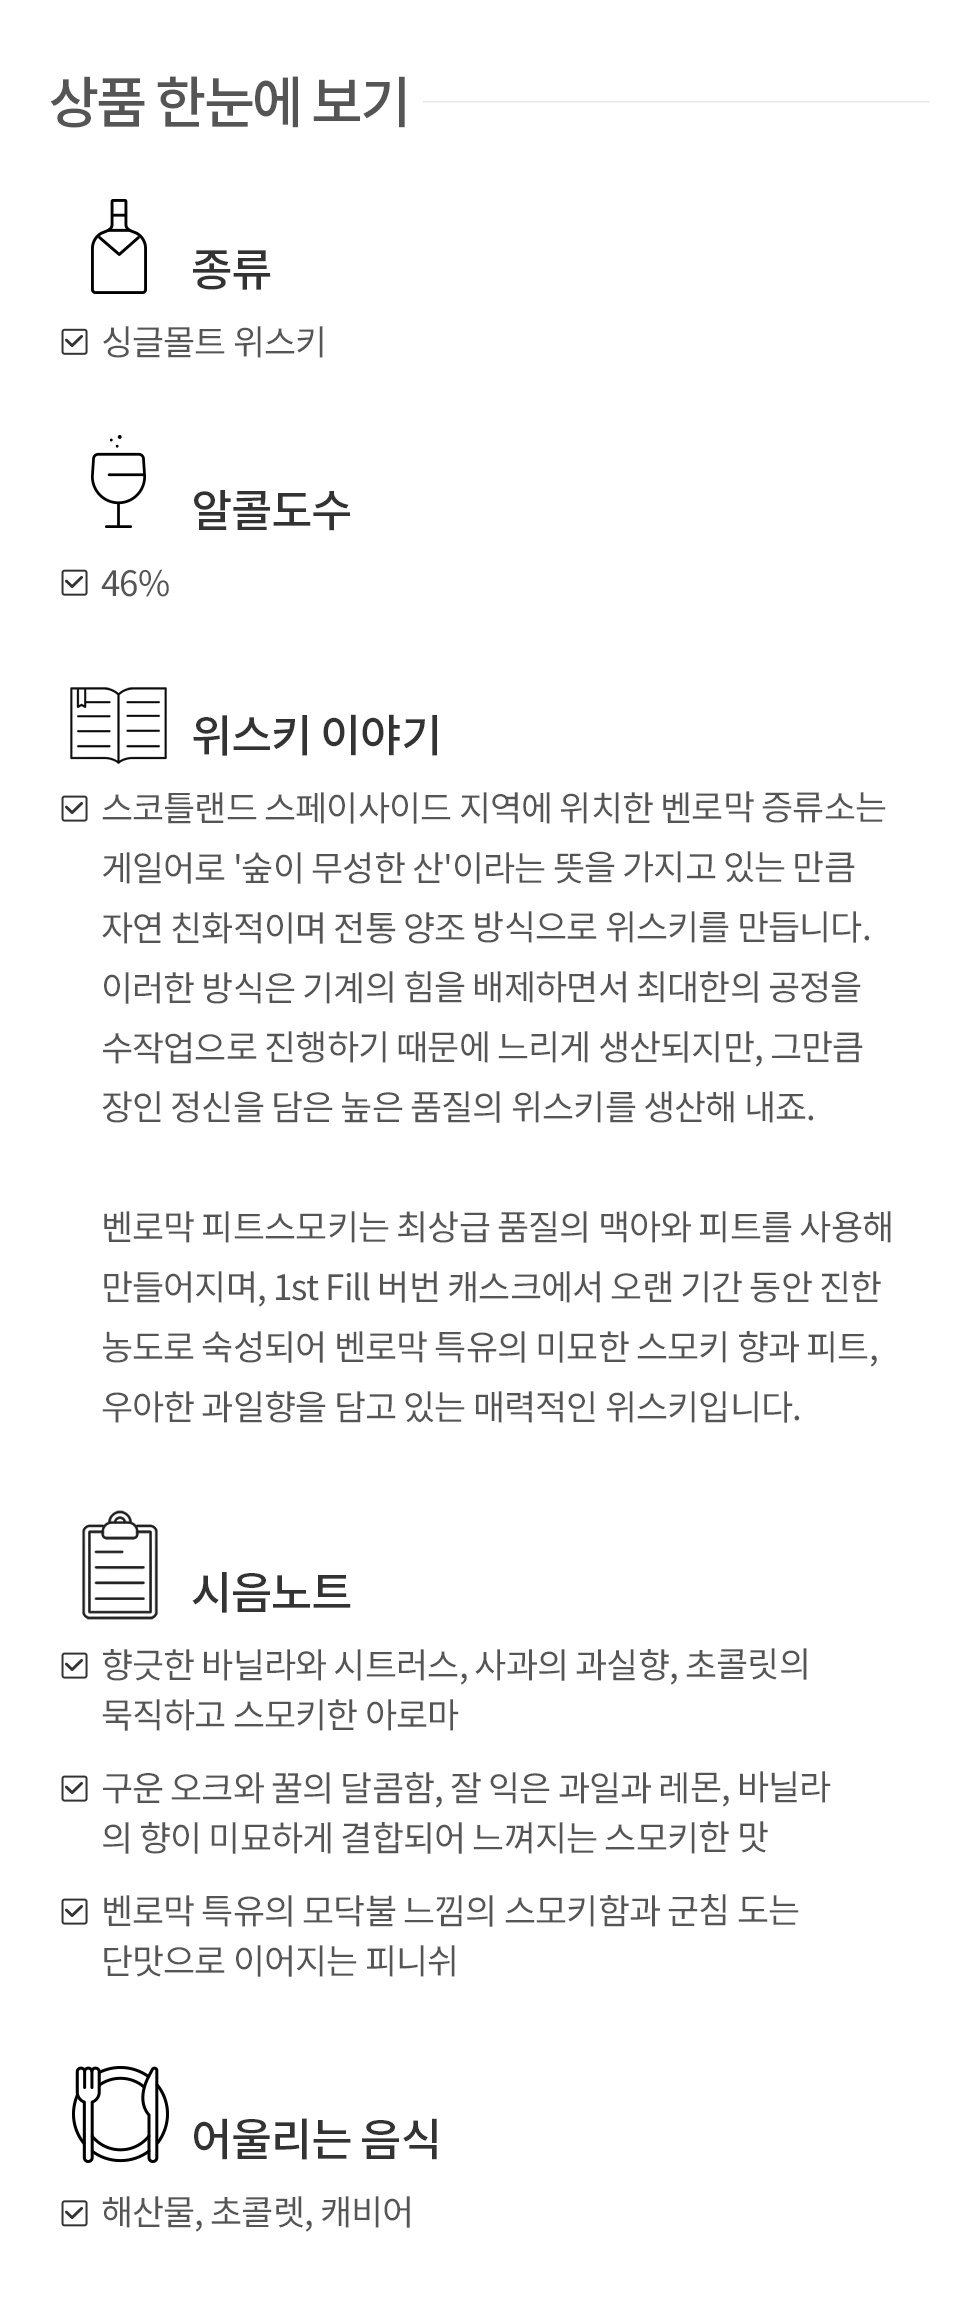 상품 한눈에 보기
종류
싱글몰트 위스키
알콜도수
46%
위스키 이야기
스코틀랜드 스페이사이드 지역에 위치한 벤로막 증류소는
게일어로 '숲이 무성한 산'이라는 뜻을 가지고 있는 만큼
자연 친화적이며 전통 양조 방식으로 위스키를 만듭니다.
이러한 방식은 기계의 힘을 배제하면서 최대한의 공정을
수작업으로 진행하기 때문에 느리게 생산되지만, 그만큼
장인 정신을 담은 높은 품질의 위스키를 생산해 내죠.
벤로막 피트스모키는 최상급 품질의 맥아와 피트를 사용해
만들어지며, 1st Fill 버번 캐스크에서 오랜 기간 동안 진한
농도로 숙성되어 벤로막 특유의 미묘한 스모키 향과 피트,
우아한 과일향을 담고 있는 매력적인 위스키입니다.
시음노트
향긋한 바닐라와 시트러스, 사과의 과실향, 초콜릿의
묵직하고 스모키한 아로마
구운 오크와 꿀의 달콤함, 잘 익은 과일과 레몬, 바닐라
의 향이 미묘하게 결합되어 느껴지는 스모키한 맛
벤로막 특유의 모닥불 느낌의 스모키함과 군침 도는
단맛으로 이어지는 피니쉬
어울리는 음식
해산물, 초콜렛, 캐비어